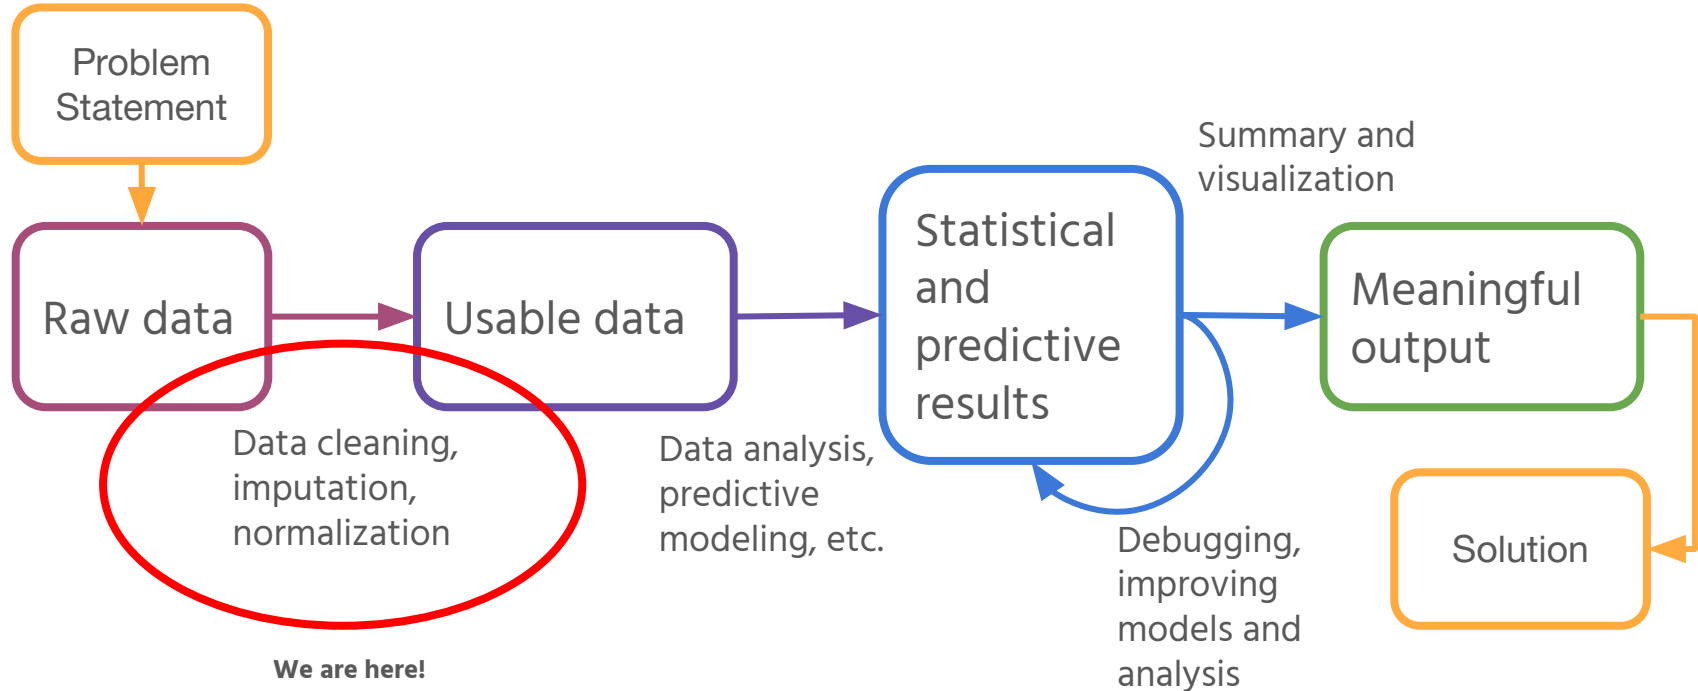 Problem
Statement
Raw data
Data cleaning,
imputation,
normalization
We are here!
Usable data
Data analysis,
predictive
modeling, etc.
Statistical
and
predictive
results
Debugging,
improving
models and
analysis
Summary and
visualization
Meaningful
output
Solution